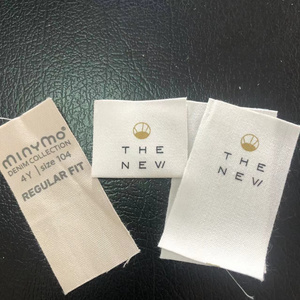 minymo®
DENIM COLLECTION
4Y | size 104
REGULAR FIT
THE
NEW
THE
NEW